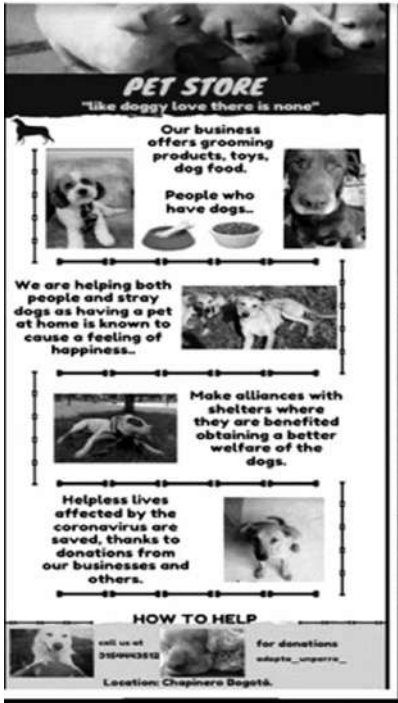 PET STORE
"like doggy love there is none"
Our business
offers grooming
products, toys,
dog food.
People who
have dogs..
We are helping both
people and stray
dogs as having a pet
at home is known to
cause a feeling of
happiness..
Make alliances with
shelters where
they are benefited
obtaining a better
welfare of the
dogs.
Helpless lives
affected by the
coronavirus are
saved, thanks to
donations from
our businesses and
others.
HOW TO HELP
call us at
3154443512
for donations
adopta_unperro_
Location: Chapinero Bogotá.